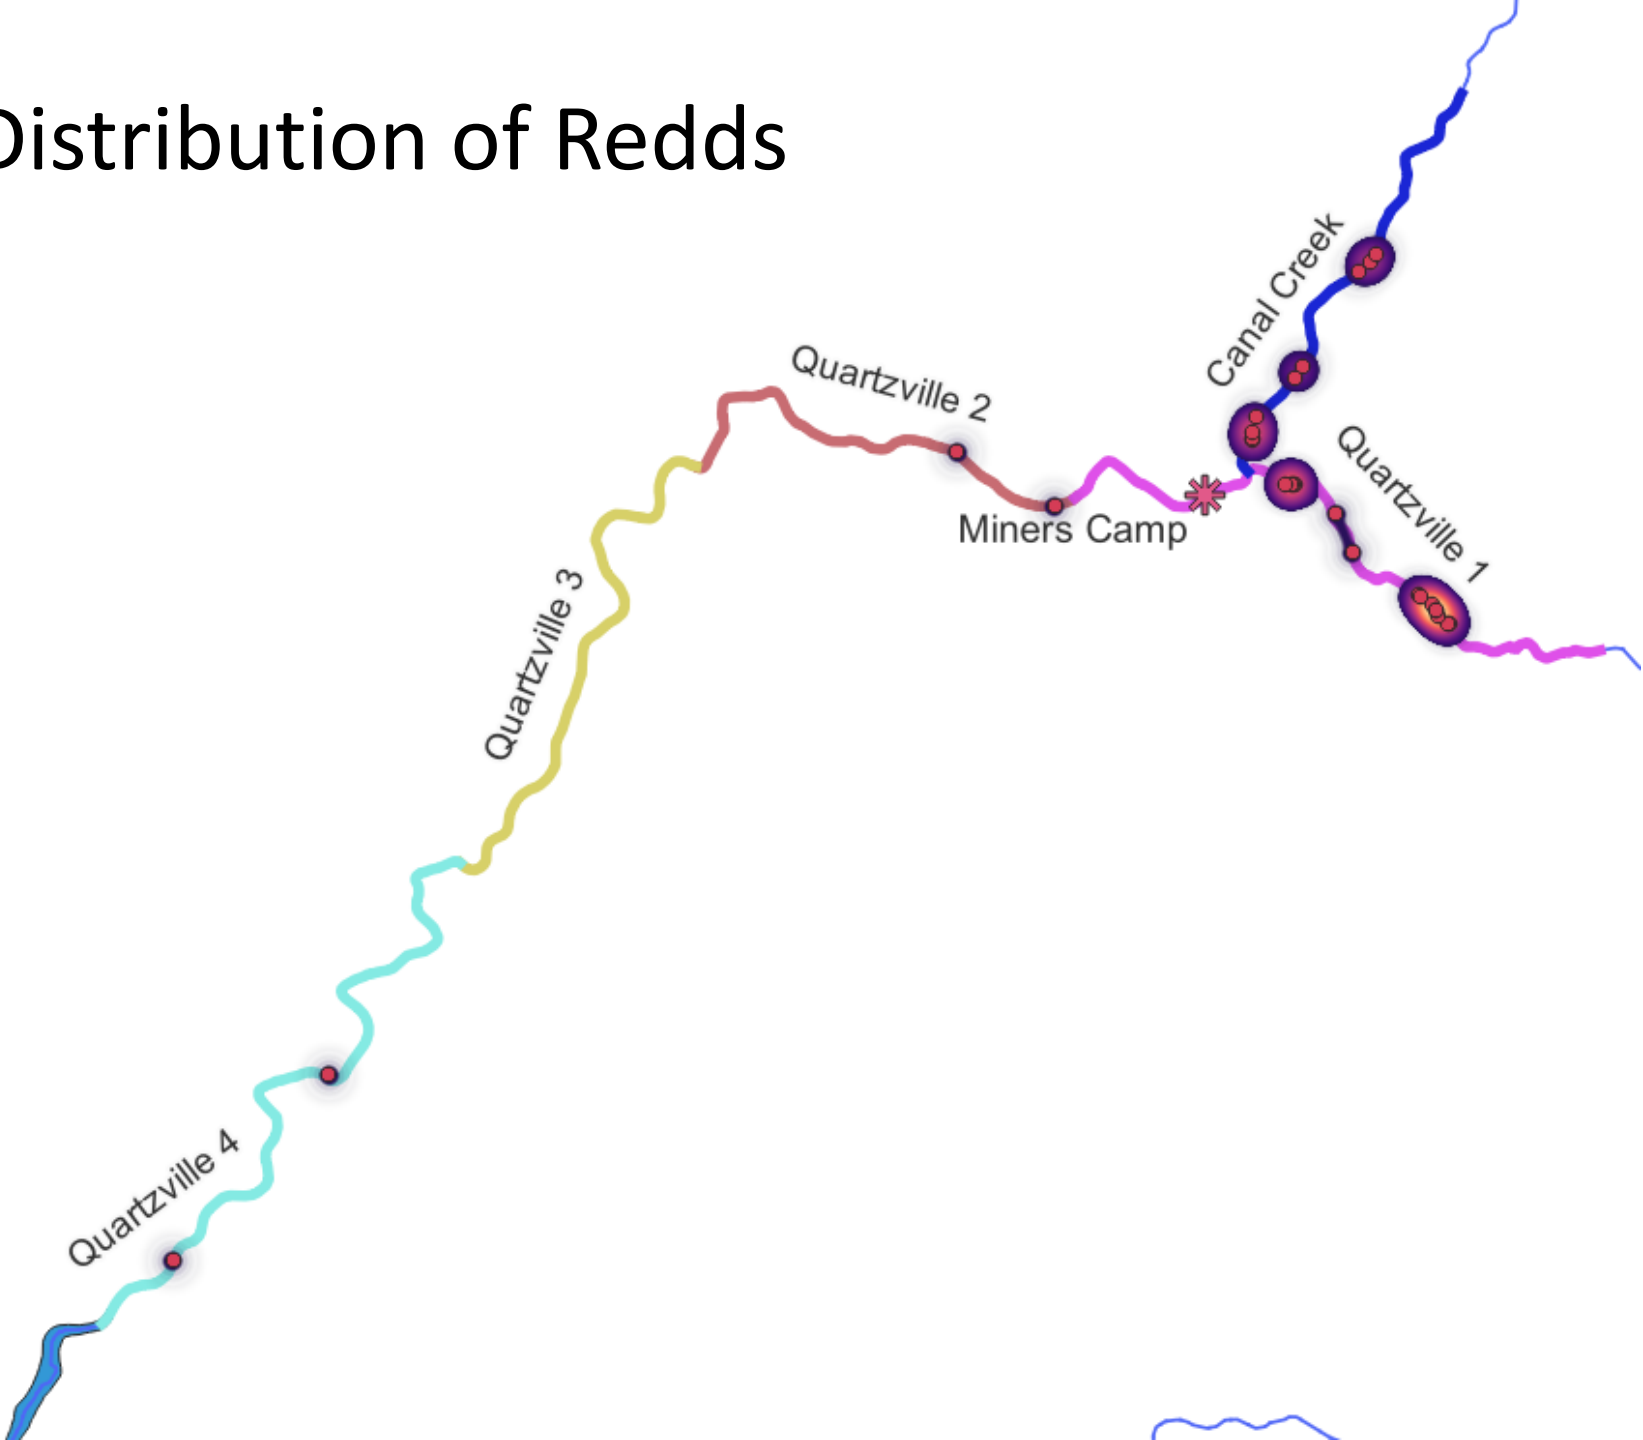 Distribution of Redds
Canal Creek
Quartzville 2
Quartzville 1
Miners Camp
Quartzville 3
Quartzville 4